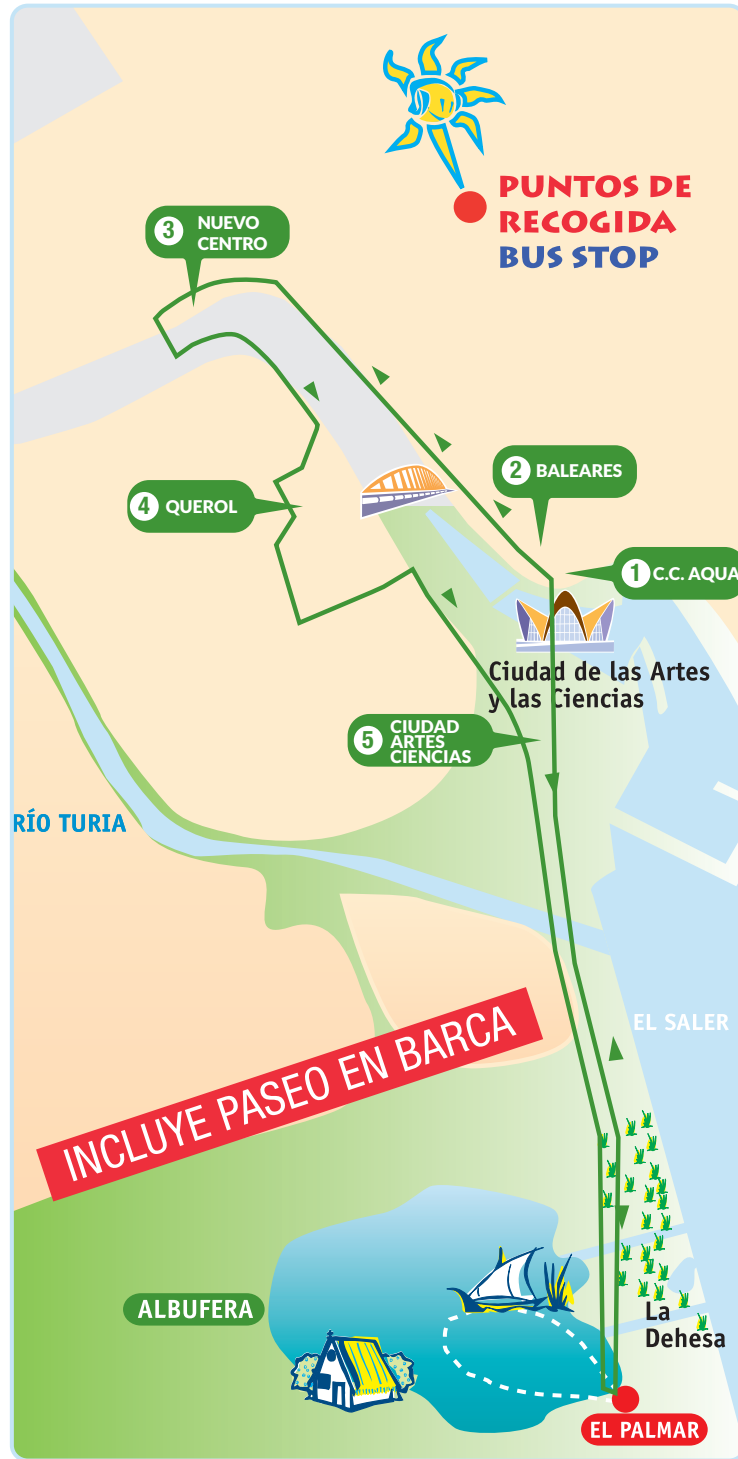 PUNTOS DE
RECOGIDA
BUS STOP
3 NUEVO
CENTRO
2 BALEARES
4 QUEROL
1 C.C. AQUA
Ciudad de las Artes
y las Ciencias
5 CIUDAD
ARTES
CIENCIAS
RÍO TURIA
EL SALER
INCLUYE PASEO EN BARCA
ALBUFERA
La
Dehesa
EL PALMAR